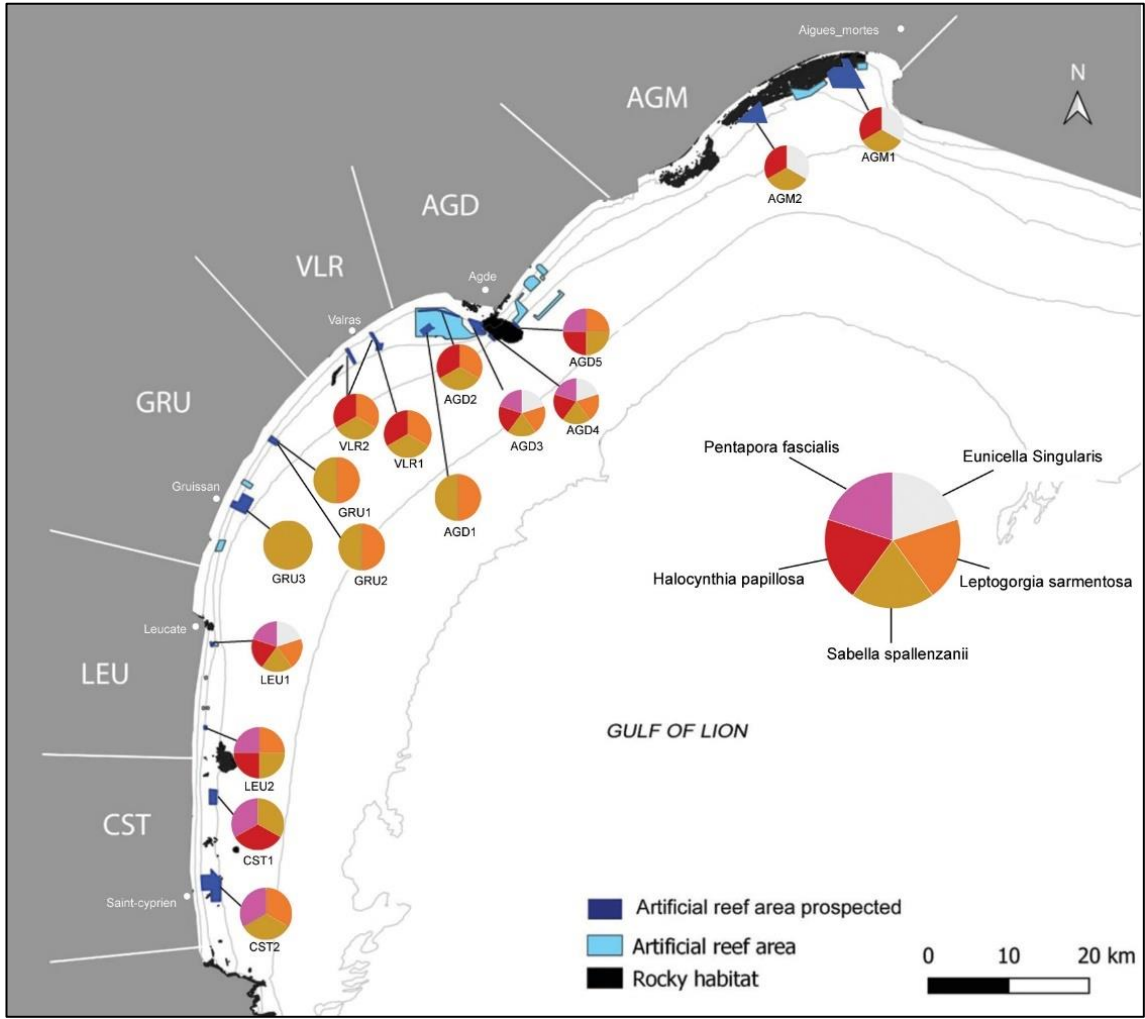 Aigues_mortes
N
AGM
AGM1
AGM2
AGD
VLR
Agde
Valras
AGD5
AGD2
AGD4
AGD3
GRU
VLR2
VLR1
Pentapora fascialis
Eunicella Singularis
Gruissan
GRU1
AGD1
GRU3
GRU2
Halocynthia papillosa
Leptogorgia sarmentosa
Sabella spallenzanii
Leucate
LEU
LEU1
GULF OF LION
LEU2
CST
CST1
Saint-cyprien
CST2
Artificial reef area prospected
Artificial reef area
Rocky habitat
0 10 20 km